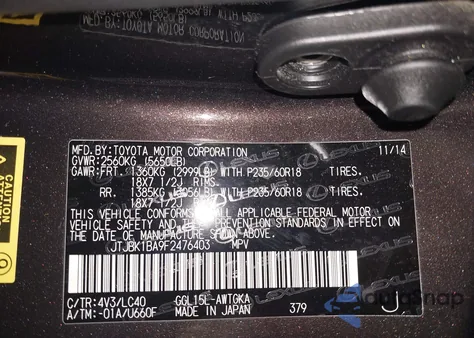 MFD.BY:TOYOTA MOTOR CORPORATION 11/14
GVWR:2560KG (5650LB)
GAWR:FRT. 1360KG (2999LB) WITH P235/60R18 TIRES.
18X7 1/2J RIMS.
RR. 1385KG (3056LB) WITH P235/60R18 TIRES.
18X7 1/2J
THIS VEHICLE CONFORMS TO ALL APPLICABLE FEDERAL MOTOR
VEHICLE SAFETY AND THEFT PREVENTION STANDARDS IN EFFECT ON
THE DATE OF MANUFACTURE SHOWN ABOVE.
JTJBK1BA9F2476403 MPV
C/TR:4V3/LC40 GGL15L-AWTGKA
A/TM:-01A/U660F MADE IN JAPAN 379 J
LEXUS
CAUTION
autosnap